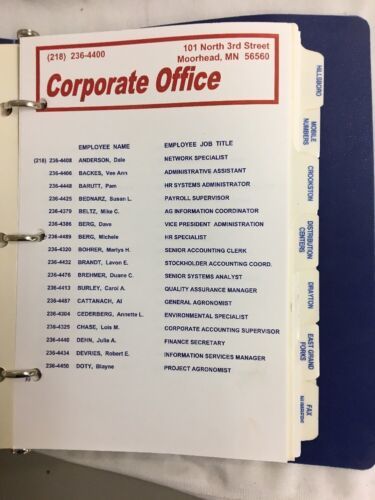 (218) 236-4400
101 North 3rd Street
Moorhead, MN 56560
Corporate Office
EMPLOYEE NAME EMPLOYEE JOB TITLE
(218) 236-4408 ANDERSON, Dale NETWORK SPECIALIST
236-4406 BACKES, Vee Ann ADMINISTRATIVE ASSISTANT
236-4448 BARUTT, Pam HR SYSTEMS ADMINISTRATOR
236-4425 BEDNARZ, Susan L. PAYROLL SUPERVISOR
236-4379 BELTZ, Mike C. AG INFORMATION COORDINATOR
236-4386 BERG, Dave VICE PRESIDENT ADMINISTRATION
236-4489 BERG, Michele HR SPECIALIST
236-4320 BOHRER, Marlys H. SENIOR ACCOUNTING CLERK
236-4432 BRANDT, Lavon E. STOCKHOLDER ACCOUNTING COORD.
236-4476 BREHMER, Duane C. SENIOR SYSTEMS ANALYST
236-4413 BURLEY, Carol A. QUALITY ASSURANCE MANAGER
236-4487 CATTANACH, Al GENERAL AGRONOMIST
236-4304 CEDERBERG, Annette L. ENVIRONMENTAL SPECIALIST
236-4325 CHASE, Lois M. CORPORATE ACCOUNTING SUPERVISOR
236-4440 DEHN, Julie A. FINANCE SECRETARY
236-4434 DEVRIES, Robert E. INFORMATION SERVICES MANAGER
236-4450 DOTY, Blayne PROJECT AGRONOMIST
HILLSBORO
MOBILE
NUMBERS
CROOKSTON
DISTRIBUTION
CENTERS
DRAYTON
EAST GRAND
FORKS
FAX
NUMBERS